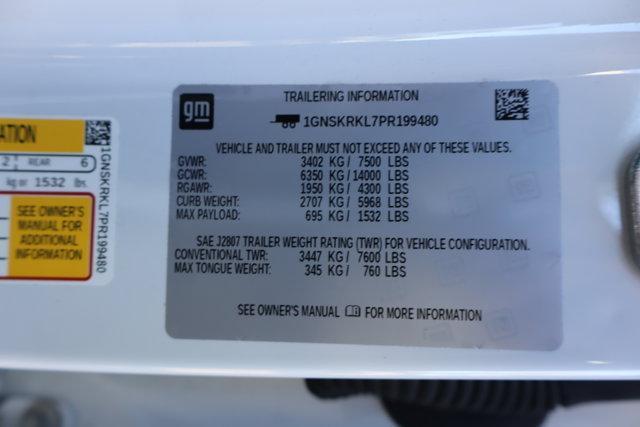 gm
TRAILERING INFORMATION
1GNSKRKL7PR199480
VEHICLE AND TRAILER MUST NOT EXCEED ANY OF THESE VALUES.
GVWR: 3402 KG / 7500 LBS
GCWR: 6350 KG / 14000 LBS
RGAWR: 1950 KG / 4300 LBS
CURB WEIGHT: 2707 KG / 5968 LBS
MAX PAYLOAD: 695 KG / 1532 LBS
SAE J2807 TRAILER WEIGHT RATING (TWR) FOR VEHICLE CONFIGURATION.
CONVENTIONAL TWR: 3447 KG / 7600 LBS
MAX TONGUE WEIGHT: 345 KG / 760 LBS
SEE OWNER'S MANUAL FOR MORE INFORMATION
ATION
2 REAR 6
kg or 1532 lbs.
SEE OWNER'S
MANUAL FOR
ADDITIONAL
INFORMATION
1GNSKRKL7PR199480